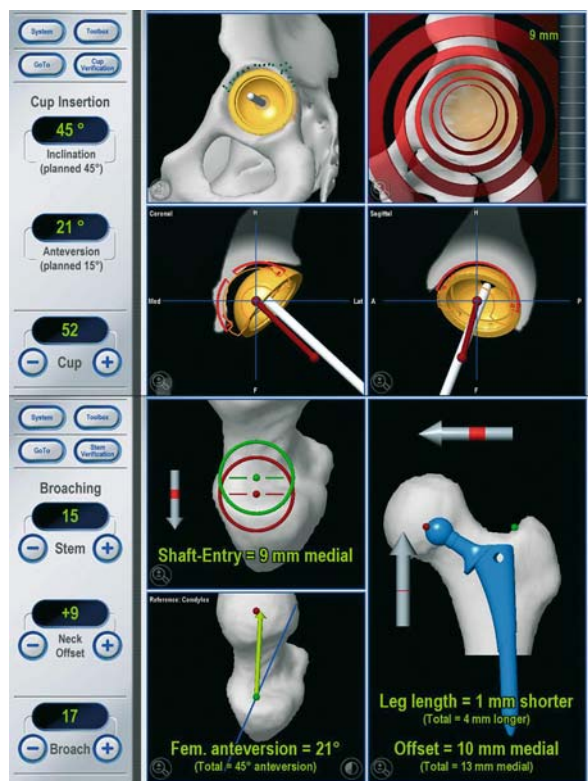 System Toolbox
GoTo Cup Verification
Cup Insertion
45 °
Inclination
(planned 45°)
21 °
Anteversion
(planned 15°)
52
− Cup +
9 mm
Coronal
H
Med
Lat
F
Sagittal
H
A
P
F
System Toolbox
GoTo Stem Verification
Broaching
15
− Stem +
+9
− Neck Offset +
17
− Broach +
Shaft-Entry = 9 mm medial
Reference: Condyles
Fem. anteversion = 21°
(Total = 45° anteversion)
Leg length = 1 mm shorter
(Total = 4 mm longer)
Offset = 10 mm medial
(Total = 13 mm medial)